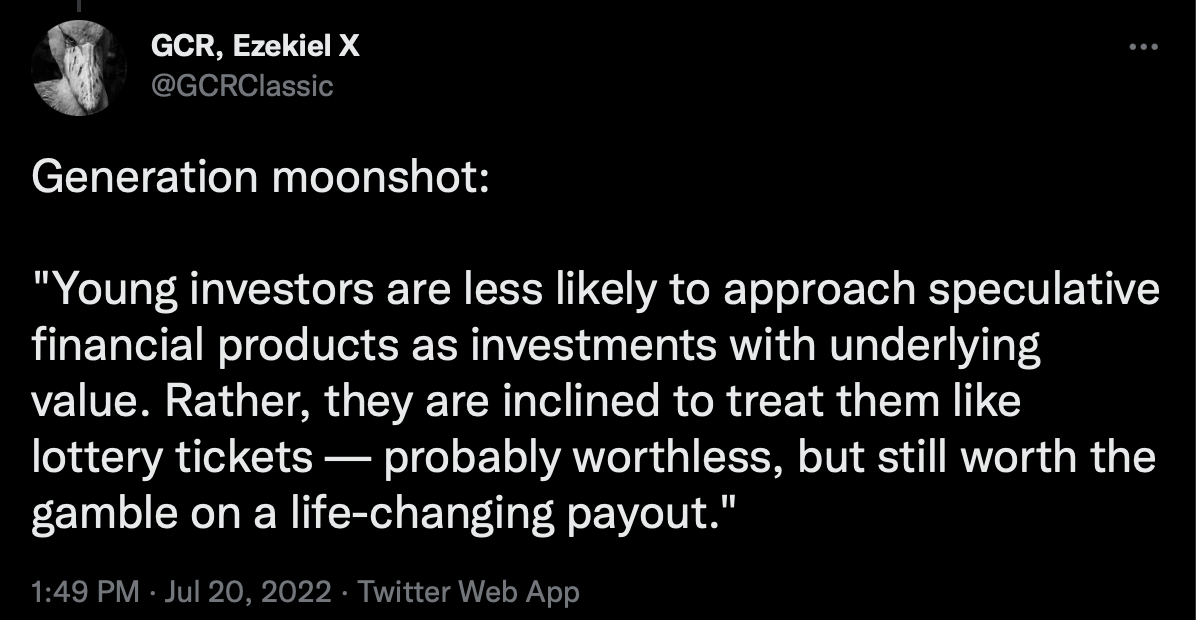 GCR, Ezekiel X
@GCRClassic
Generation moonshot:
"Young investors are less likely to approach speculative
financial products as investments with underlying
value. Rather, they are inclined to treat them like
lottery tickets — probably worthless, but still worth the
gamble on a life-changing payout."
1:49 PM · Jul 20, 2022 · Twitter Web App